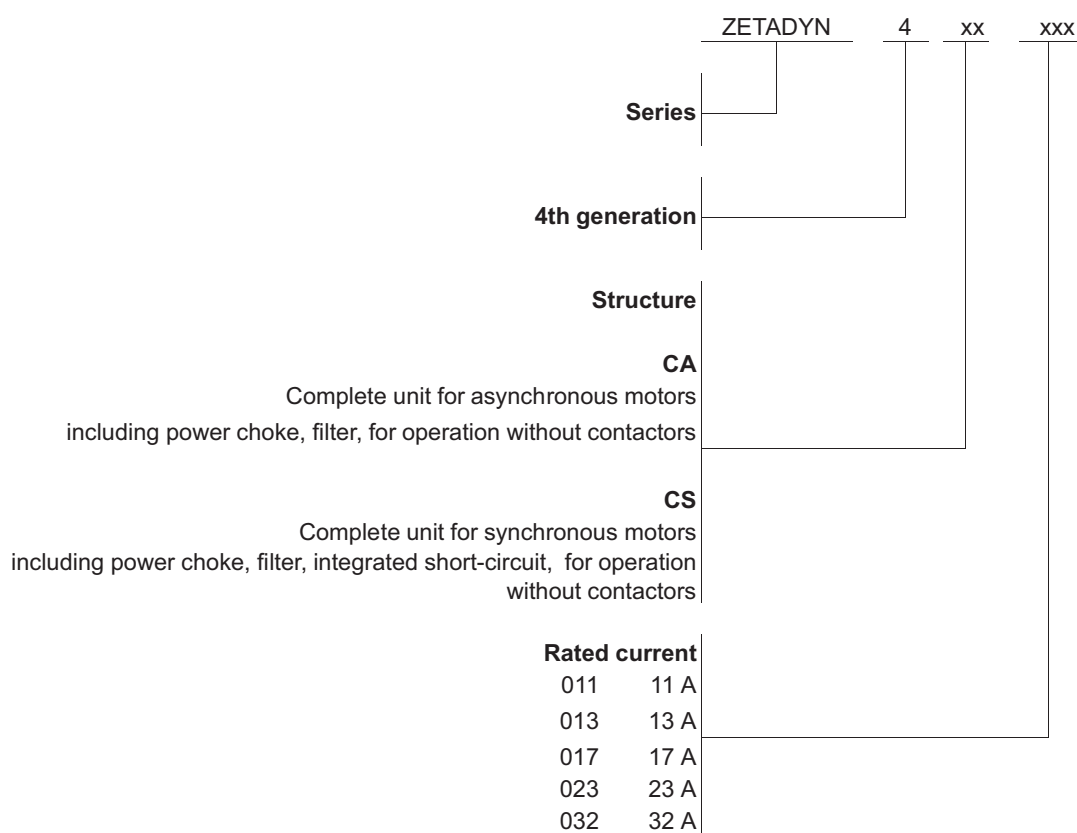 ZETADYN 4 xx xxx
Series
4th generation
Structure
CA
Complete unit for asynchronous motors
including power choke, filter, for operation without contactors
CS
Complete unit for synchronous motors
including power choke, filter, integrated short-circuit, for operation
without contactors
Rated current
011 11 A
013 13 A
017 17 A
023 23 A
032 32 A